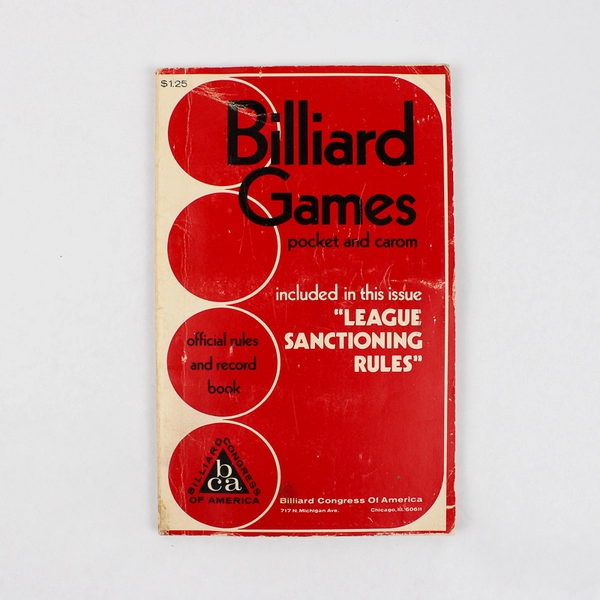 $1.25
Billiard
Games
pocket and carom
included in this issue
"LEAGUE
SANCTIONING
RULES"
official rules
and record
book
BILLIARD CONGRESS
OF AMERICA
b
ca
Billiard Congress Of America
717 N. Michigan Ave. Chicago, Ill. 60611